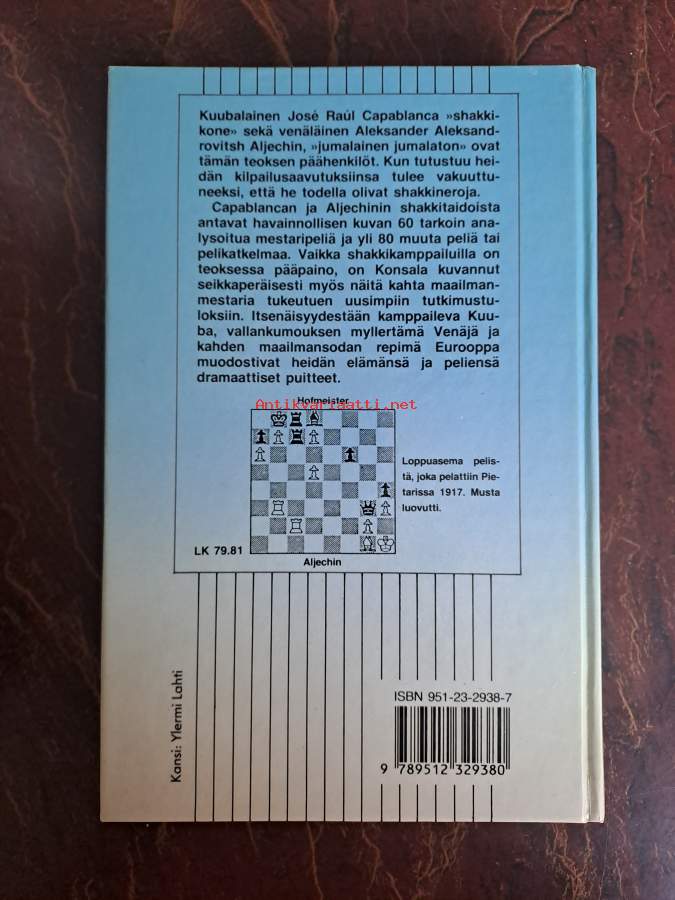 Kuubalainen José Raúl Capablanca »shakki-
kone» sekä venäläinen Aleksander Aleksand-
rovitsh Aljechin, »jumalainen jumalaton» ovat
tämän teoksen päähenkilöt. Kun tutustuu hei-
dän kilpailusaavutuksiinsa tulee vakuuttu-
neeksi, että he todella olivat shakkineroja.
Capablancan ja Aljechinin shakkitaidoista
antavat havainnollisen kuvan 60 tarkoin ana-
lysoitua mestaripeliä ja yli 80 muuta peliä tai
pelikatkelmaa. Vaikka shakkikamppailuilla on
teoksessa pääpaino, on Konsala kuvannut
seikkaperäisesti myös näitä kahta maailman-
mestaria tukeutuen uusimpiin tutkimustu-
loksiin. Itsenäisyydestään kamppaileva Kuu-
ba, vallankumouksen myllertämä Venäjä ja
kahden maailmansodan repimä Eurooppa
muodostivat heidän elämänsä ja peliensä
dramaattiset puitteet.
Hofmeister
Antikvariaatti.net
Loppuasema pelis-
tä, joka pelattiin Pie-
tarissa 1917. Musta
luovutti.
LK 79.81
Aljechin
Kansi: Ylermi Lahti
ISBN 951-23-2938-7
9 789512 329380